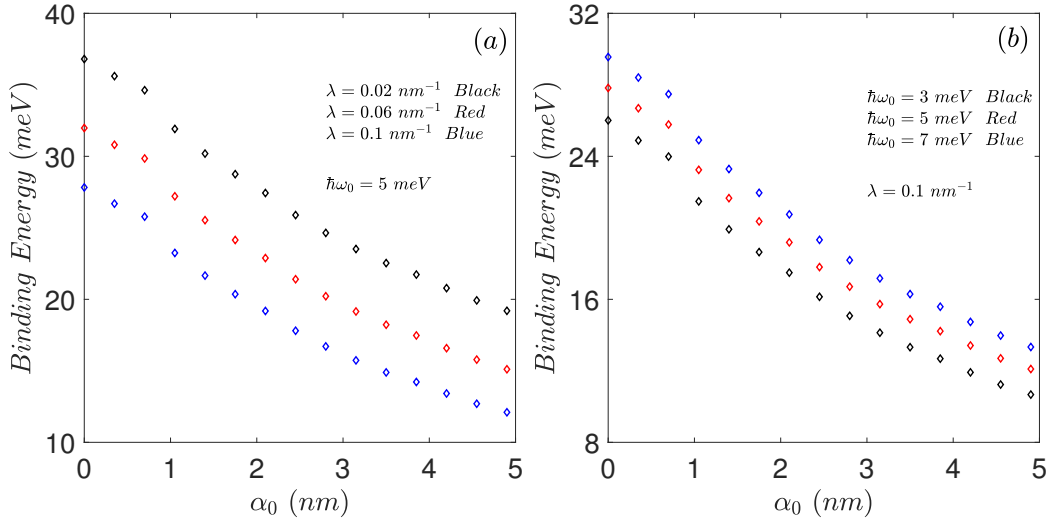 (a)
λ = 0.02 nm⁻¹ Black
λ = 0.06 nm⁻¹ Red
λ = 0.1 nm⁻¹ Blue
ħω₀ = 5 meV
Binding Energy (meV)
40
30
20
10
0 1 2 3 4 5
α₀ (nm)
(b)
ħω₀ = 3 meV Black
ħω₀ = 5 meV Red
ħω₀ = 7 meV Blue
λ = 0.1 nm⁻¹
Binding Energy (meV)
32
24
16
8
0 1 2 3 4 5
α₀ (nm)